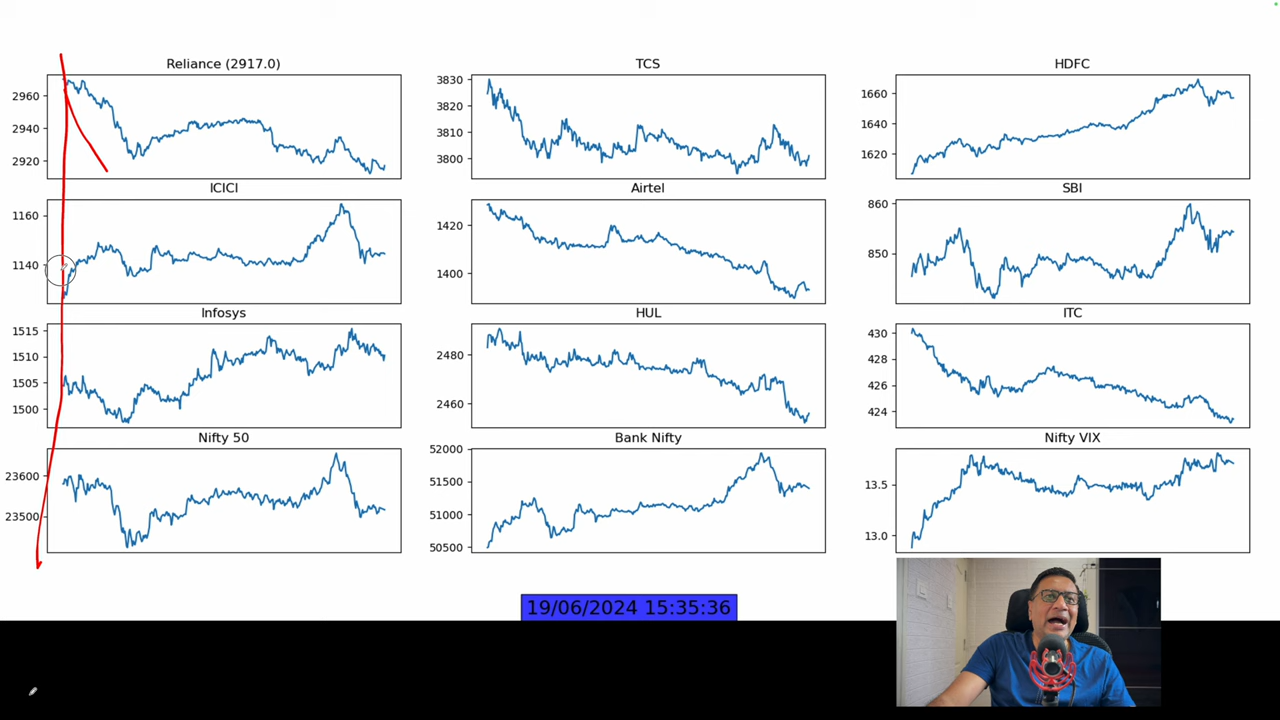 Reliance (2917.0)
2960
2940
2920
TCS
3830
3820
3810
3800
HDFC
1660
1640
1620
ICICI
1160
1140
Airtel
1420
1400
SBI
860
850
Infosys
1515
1510
1505
1500
HUL
2480
2460
ITC
430
428
426
424
Nifty 50
23600
23500
Bank Nifty
52000
51500
51000
50500
Nifty VIX
13.5
13.0
19/06/2024 15:35:36